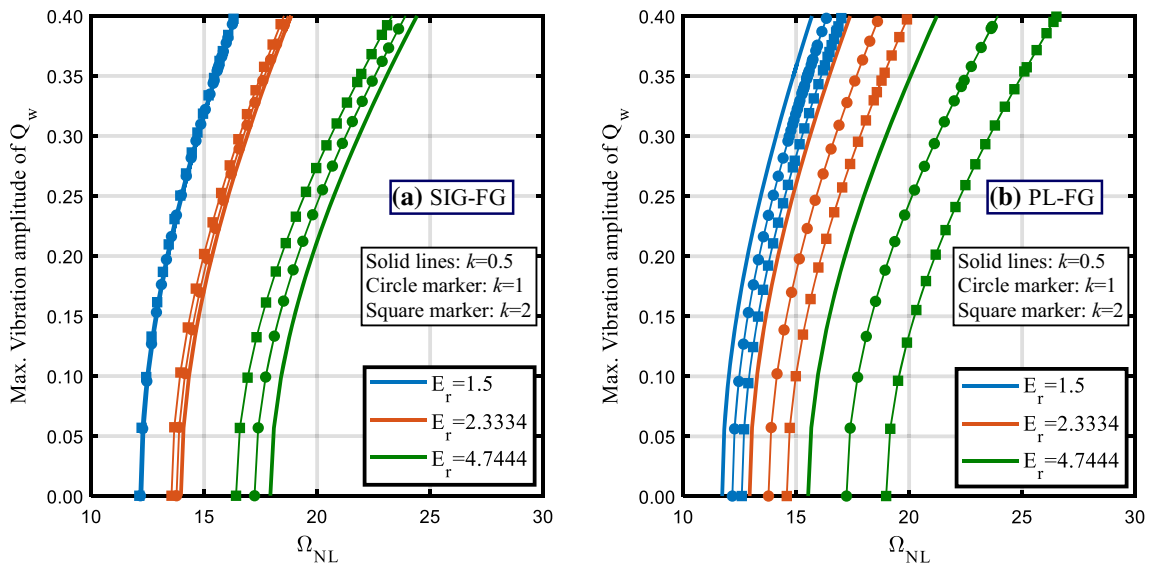 Max. Vibration amplitude of Q_w
0.40
0.35
0.30
0.25
0.20
0.15
0.10
0.05
0.00
10
15
20
25
30
Ω_NL
(a) SIG-FG
Solid lines: k=0.5
Circle marker: k=1
Square marker: k=2
E_r=1.5
E_r=2.3334
E_r=4.7444
Max. Vibration amplitude of Q_w
0.40
0.35
0.30
0.25
0.20
0.15
0.10
0.05
0.00
10
15
20
25
30
Ω_NL
(b) PL-FG
Solid lines: k=0.5
Circle marker: k=1
Square marker: k=2
E_r=1.5
E_r=2.3334
E_r=4.7444